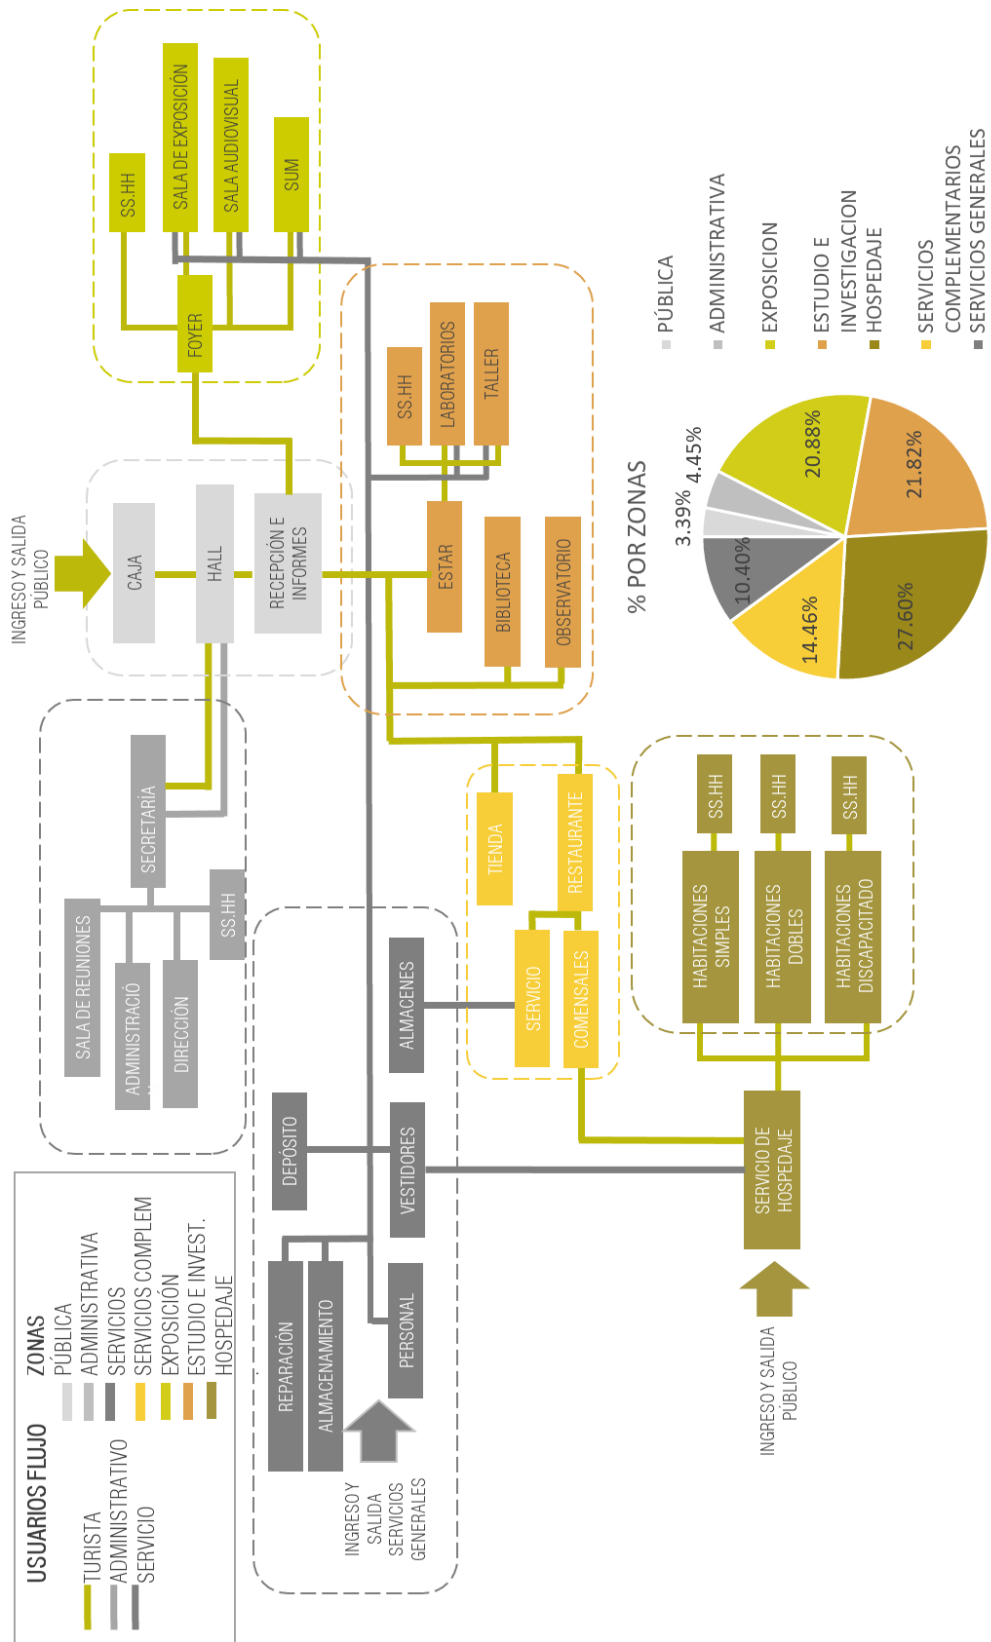 USUARIOS FLUJO
TURISTA
ADMINISTRATIVO
SERVICIO
ZONAS
PÚBLICA
ADMINISTRATIVA
SERVICIOS
SERVICIOS COMPLEM
EXPOSICIÓN
ESTUDIO E INVEST.
HOSPEDAJE
SALA DE REUNIONES
ADMINISTRACIÓ
DIRECCIÓN
SS.HH
SECRETARÍA
INGRESO Y SALIDA
PÚBLICO
CAJA
HALL
RECEPCIÓN E
INFORMES
SS.HH
SALA DE EXPOSICIÓN
SALA AUDIOVISUAL
SUM
FOYER
REPARACIÓN
ALMACENAMIENTO
DEPÓSITO
PERSONAL
VESTIDORES
ALMACENES
INGRESO Y
SALIDA
SERVICIOS
GENERALES
ESTAR
SS.HH
LABORATORIOS
TALLER
BIBLIOTECA
OBSERVATORIO
TIENDA
RESTAURANTE
SERVICIO
COMENSALES
SERVICIO DE
HOSPEDAJE
INGRESO Y SALIDA
PÚBLICO
HABITACIONES
SIMPLES
SS.HH
HABITACIONES
DOBLES
SS.HH
HABITACIONES
DISCAPACITADO
SS.HH
% POR ZONAS
3.39%
4.45%
20.88%
21.82%
27.60%
14.46%
10.40%
PÚBLICA
ADMINISTRATIVA
EXPOSICION
ESTUDIO E
INVESTIGACION
HOSPEDAJE
SERVICIOS
COMPLEMENTARIOS
SERVICIOS GENERALES